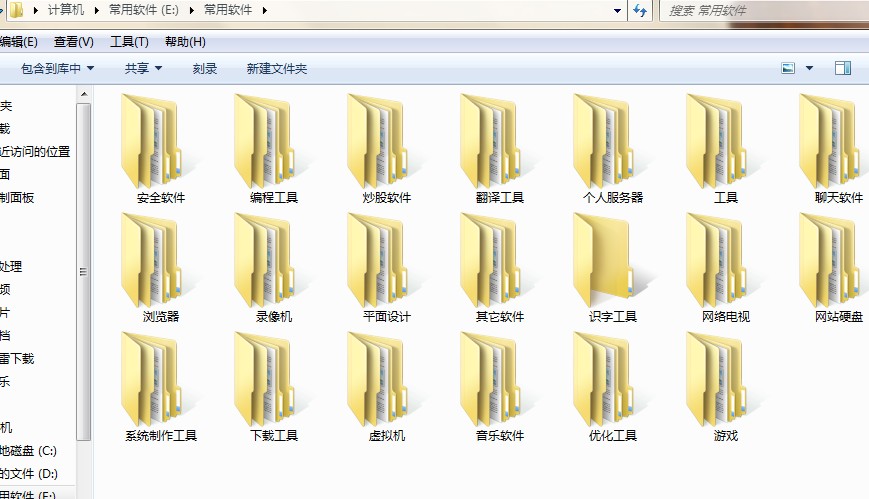 计算机 ▸ 常用软件 (E:) ▸ 常用软件 ▸
搜索 常用软件
编辑(E) 查看(V) 工具(T) 帮助(H)
包含到库中 共享 刻录 新建文件夹
夹
载
近访问的位置
面
制面板
处理
频
片
档
雷下载
乐
机
地磁盘 (C:)
的文件 (D:)
用软件 (E:)
安全软件 编程工具 炒股软件 翻译工具 个人服务器 工具 聊天软件
浏览器 录像机 平面设计 其它软件 识字工具 网络电视 网站硬盘
系统制作工具 下载工具 虚拟机 音乐软件 优化工具 游戏